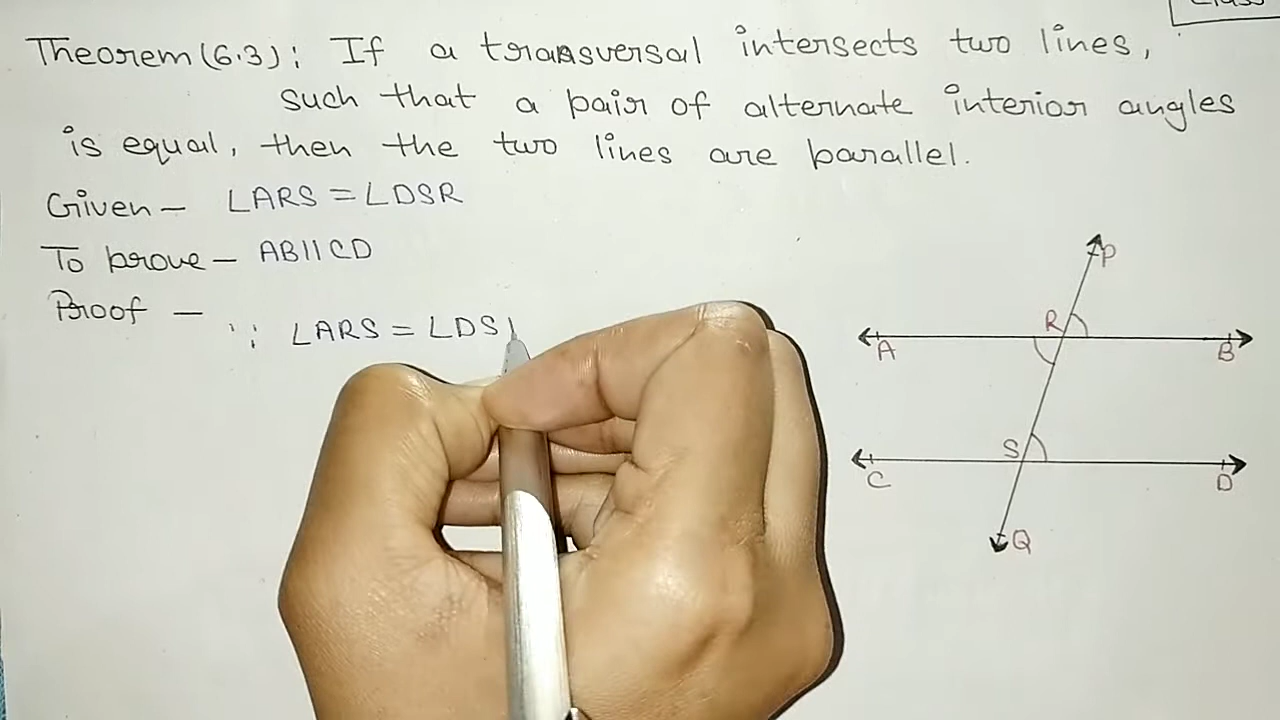 Theorem (6.3): If a transversal intersects two lines,
such that a pair of alternate interior angles
is equal, then the two lines are parallel.
Given – ∠ARS = ∠DSR
To prove – AB || CD
Proof –
∵ ∠ARS = ∠DS
P
R
A
B
S
C
D
Q